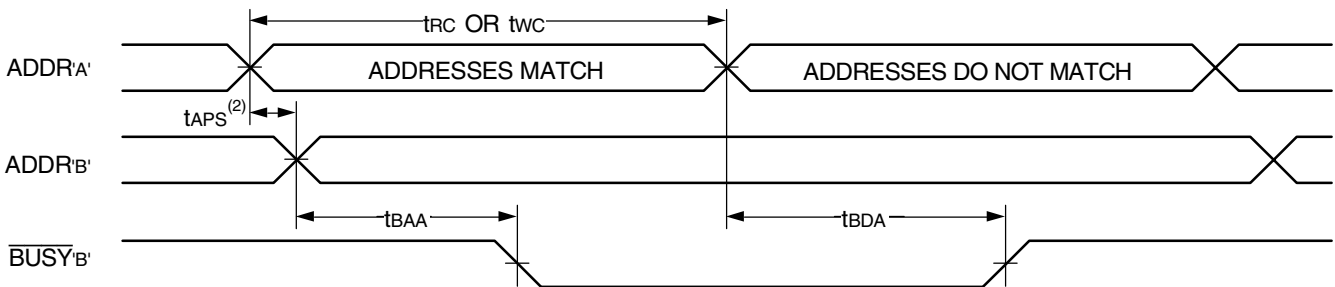 tRC OR tWC
ADDR'A'
ADDRESSES MATCH
ADDRESSES DO NOT MATCH
tAPS(2)
ADDR'B'
tBAA
tBDA
BUSY'B'